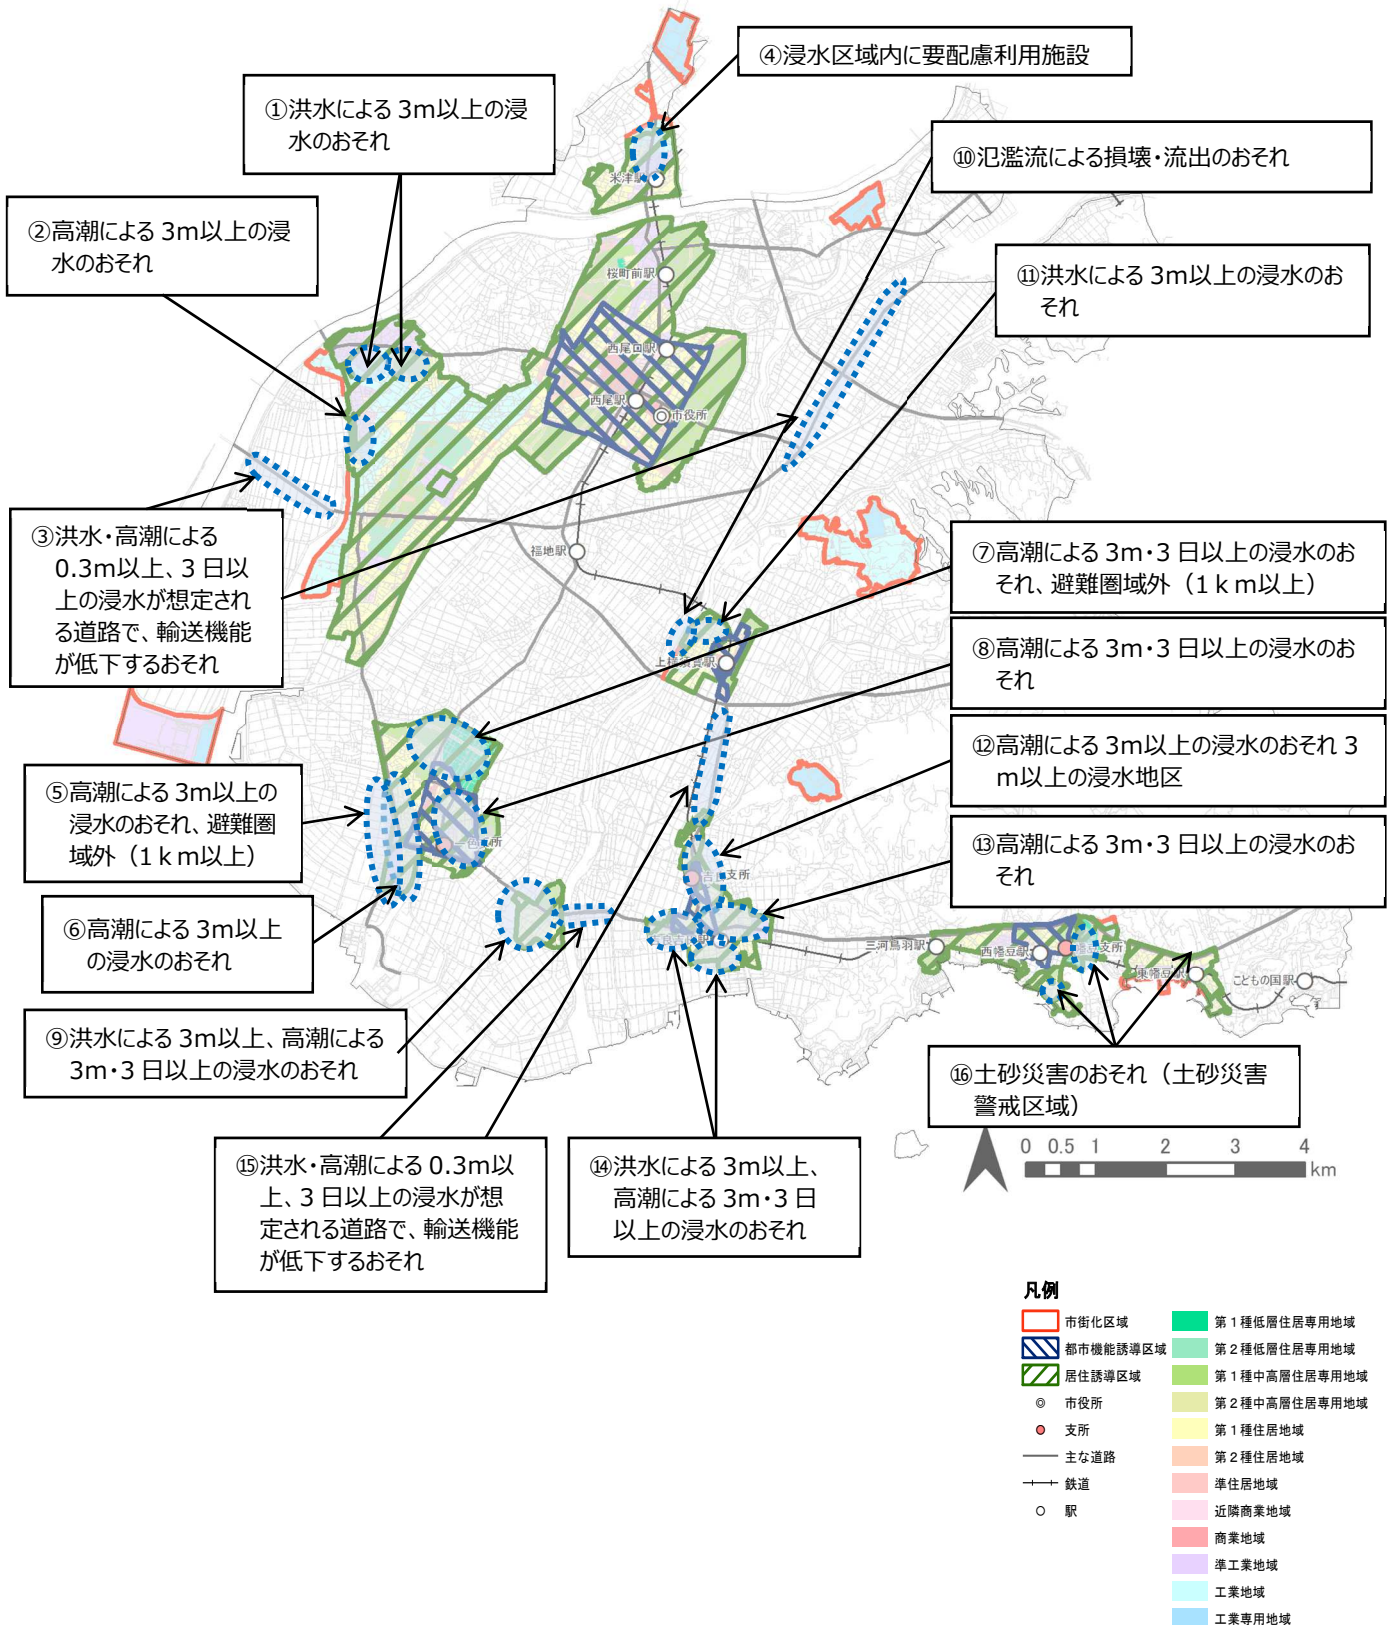 ④浸水区域内に要配慮利用施設
①洪水による 3m以上の浸
水のおそれ
⑩氾濫流による損壊・流出のおそれ
②高潮による 3m以上の浸
水のおそれ
⑪洪水による 3m以上の浸水のお
それ
米津駅
桜町前駅
西尾口駅
西尾駅
市役所
福地駅
③洪水・高潮による
0.3m以上、3 日以
上の浸水が想定され
る道路で、輸送機能
が低下するおそれ
⑦高潮による 3m・3 日以上の浸水のお
それ、避難圏域外（1ｋｍ以上）
⑧高潮による 3m・3 日以上の浸水のお
それ
上横須賀駅
⑫高潮による 3m以上の浸水のおそれ 3
ｍ以上の浸水地区
⑤高潮による 3m以上の
浸水のおそれ、避難圏
域外（1ｋｍ以上）
⑬高潮による 3m・3 日以上の浸水のお
それ
⑥高潮による 3m以上
の浸水のおそれ
支所
三河鳥羽駅
西幡豆駅
支所
東幡豆駅
こどもの国駅
⑨洪水による 3m以上、高潮による
3m・3 日以上の浸水のおそれ
⑯土砂災害のおそれ（土砂災害
警戒区域）
⑮洪水・高潮による 0.3m以
上、3 日以上の浸水が想
定される道路で、輸送機能
が低下するおそれ
⑭洪水による 3m以上、
高潮による 3m・3 日
以上の浸水のおそれ
0 0.5 1 2 3 4
km
凡例
市街化区域
都市機能誘導区域
居住誘導区域
市役所
支所
主な道路
鉄道
駅
第１種低層住居専用地域
第２種低層住居専用地域
第１種中高層住居専用地域
第２種中高層住居専用地域
第１種住居地域
第２種住居地域
準住居地域
近隣商業地域
商業地域
準工業地域
工業地域
工業専用地域